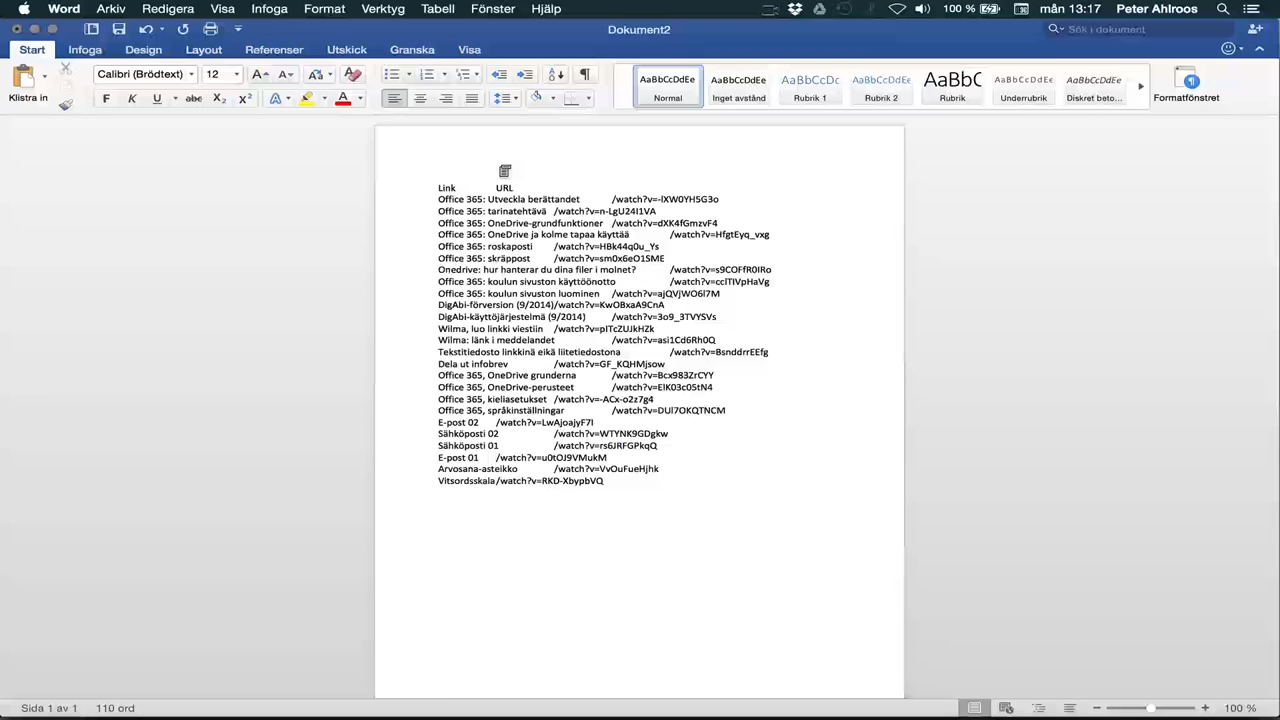 Word Arkiv Redigera Visa Infoga Format Verktyg Tabell Fönster Hjälp 100 % mån 13:17 Peter Ahlroos
Dokument2 Sök i dokument
Start Infoga Design Layout Referenser Utskick Granska Visa
Calibri (Brödtext) 12 AaBbCcDdEe AaBbCcDdEe AaBbCcDc AaBbCcDdEe AaBbC AaBbCcDdEe AaBbCcDdEe
Klistra in F K U abc X₂ X² A A Normal Inget avstånd Rubrik 1 Rubrik 2 Rubrik Underrubrik Diskret beto... Formatfönstret
Link URL
Office 365: Utveckla berättandet /watch?v=-lXW0YH5G3o
Office 365: tarinatehtävä /watch?v=n-LgU24I1VA
Office 365: OneDrive-grundfunktioner /watch?v=dXK4fGmzvF4
Office 365: OneDrive ja kolme tapaa käyttää /watch?v=HfgtEyq_vxg
Office 365: roskaposti /watch?v=HBk44q0u_Ys
Office 365: skräppost /watch?v=sm0x6eO1SME
Onedrive: hur hanterar du dina filer i molnet? /watch?v=s9COFfR0IRo
Office 365: koulun sivuston käyttöönotto /watch?v=cclTIVpHaVg
Office 365: koulun sivuston luominen /watch?v=ajQVjWO6l7M
DigAbi-förversion (9/2014) /watch?v=KwOBxaA9CnA
DigAbi-käyttöjärjestelmä (9/2014) /watch?v=3o9_3TVYSVs
Wilma, luo linkki viestiin /watch?v=pITcZUJkHZk
Wilma: länk i meddelandet /watch?v=asi1Cd6Rh0Q
Tekstitiedosto linkkinä eikä liitetiedostona /watch?v=BsnddrrEEfg
Dela ut infobrev /watch?v=GF_KQHMjsow
Office 365, OneDrive grunderna /watch?v=Bcx983ZrCYY
Office 365, OneDrive-perusteet /watch?v=ElK03c05tN4
Office 365, kieliasetukset /watch?v=-ACx-o2z7g4
Office 365, språkinställningar /watch?v=DUl7OKQTNCM
E-post 02 /watch?v=LwAjoajyF7I
Sähköposti 02 /watch?v=WTYNK9GDgkw
Sähköposti 01 /watch?v=rs6JRFGPkqQ
E-post 01 /watch?v=u0tOJ9VMukM
Arvosana-asteikko /watch?v=VvOuFueHjhk
Vitsordsskala /watch?v=RKD-XbypbVQ
Sida 1 av 1 110 ord 100 %